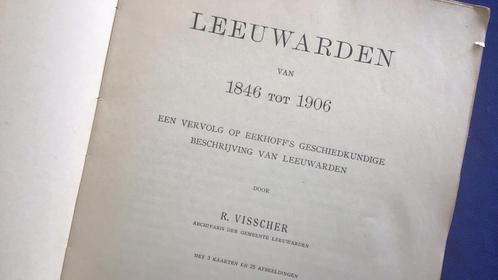 LEEUWARDEN
VAN
1846 TOT 1906
EEN VERVOLG OP EEKHOFF'S GESCHIEDKUNDIGE
BESCHRIJVING VAN LEEUWARDEN
DOOR
R. VISSCHER
ARCHIVARIS DER GEMEENTE LEEUWARDEN
MET 3 KAARTEN EN 25 AFBEELDINGEN